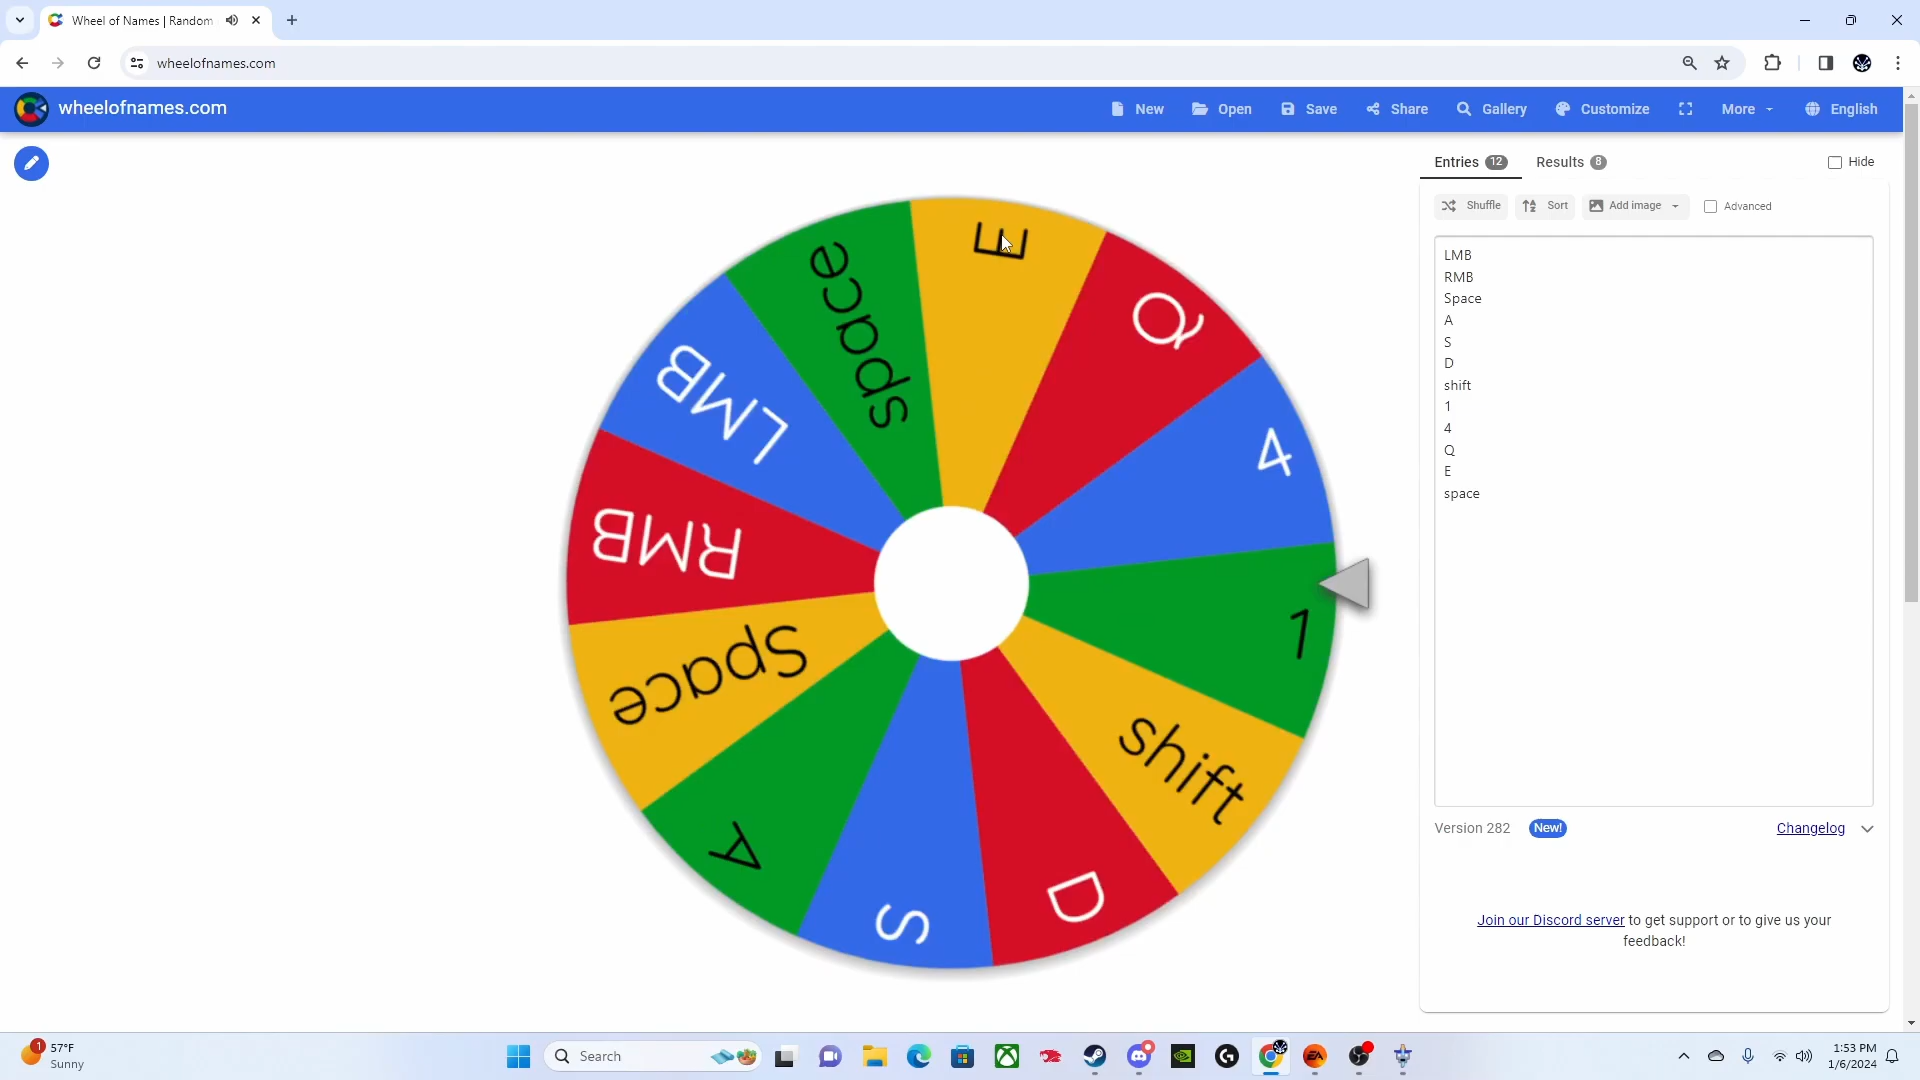 Wheel of Names | Random
wheelofnames.com
wheelofnames.com
New
Open
Save
Share
Gallery
Customize
More
English
Entries 12
Results 8
Hide
Shuffle
Sort
Add image
Advanced
LMB
RMB
Space
A
S
D
shift
1
4
Q
E
space
E
Q
4
1
shift
D
S
A
Space
RMB
LMB
space
Version 282
New!
Changelog
Join our Discord server to get support or to give us your
feedback!
1
57°F
Sunny
Search
EA
1:53 PM
1/6/2024